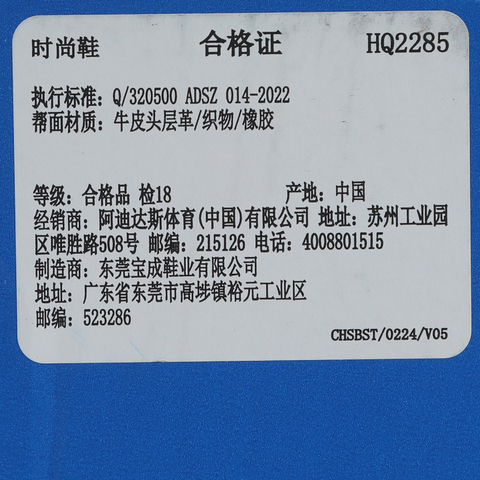 时尚鞋 合格证 HQ2285
执行标准: Q/320500 ADSZ 014-2022
帮面材质: 牛皮头层革/织物/橡胶
等级: 合格品 检18 产地: 中国
经销商: 阿迪达斯体育(中国)有限公司 地址: 苏州工业园
区唯胜路508号 邮编: 215126 电话: 4008801515
制造商: 东莞宝成鞋业有限公司
地址: 广东省东莞市高埗镇裕元工业区
邮编: 523286
CHSBST/0224/V05